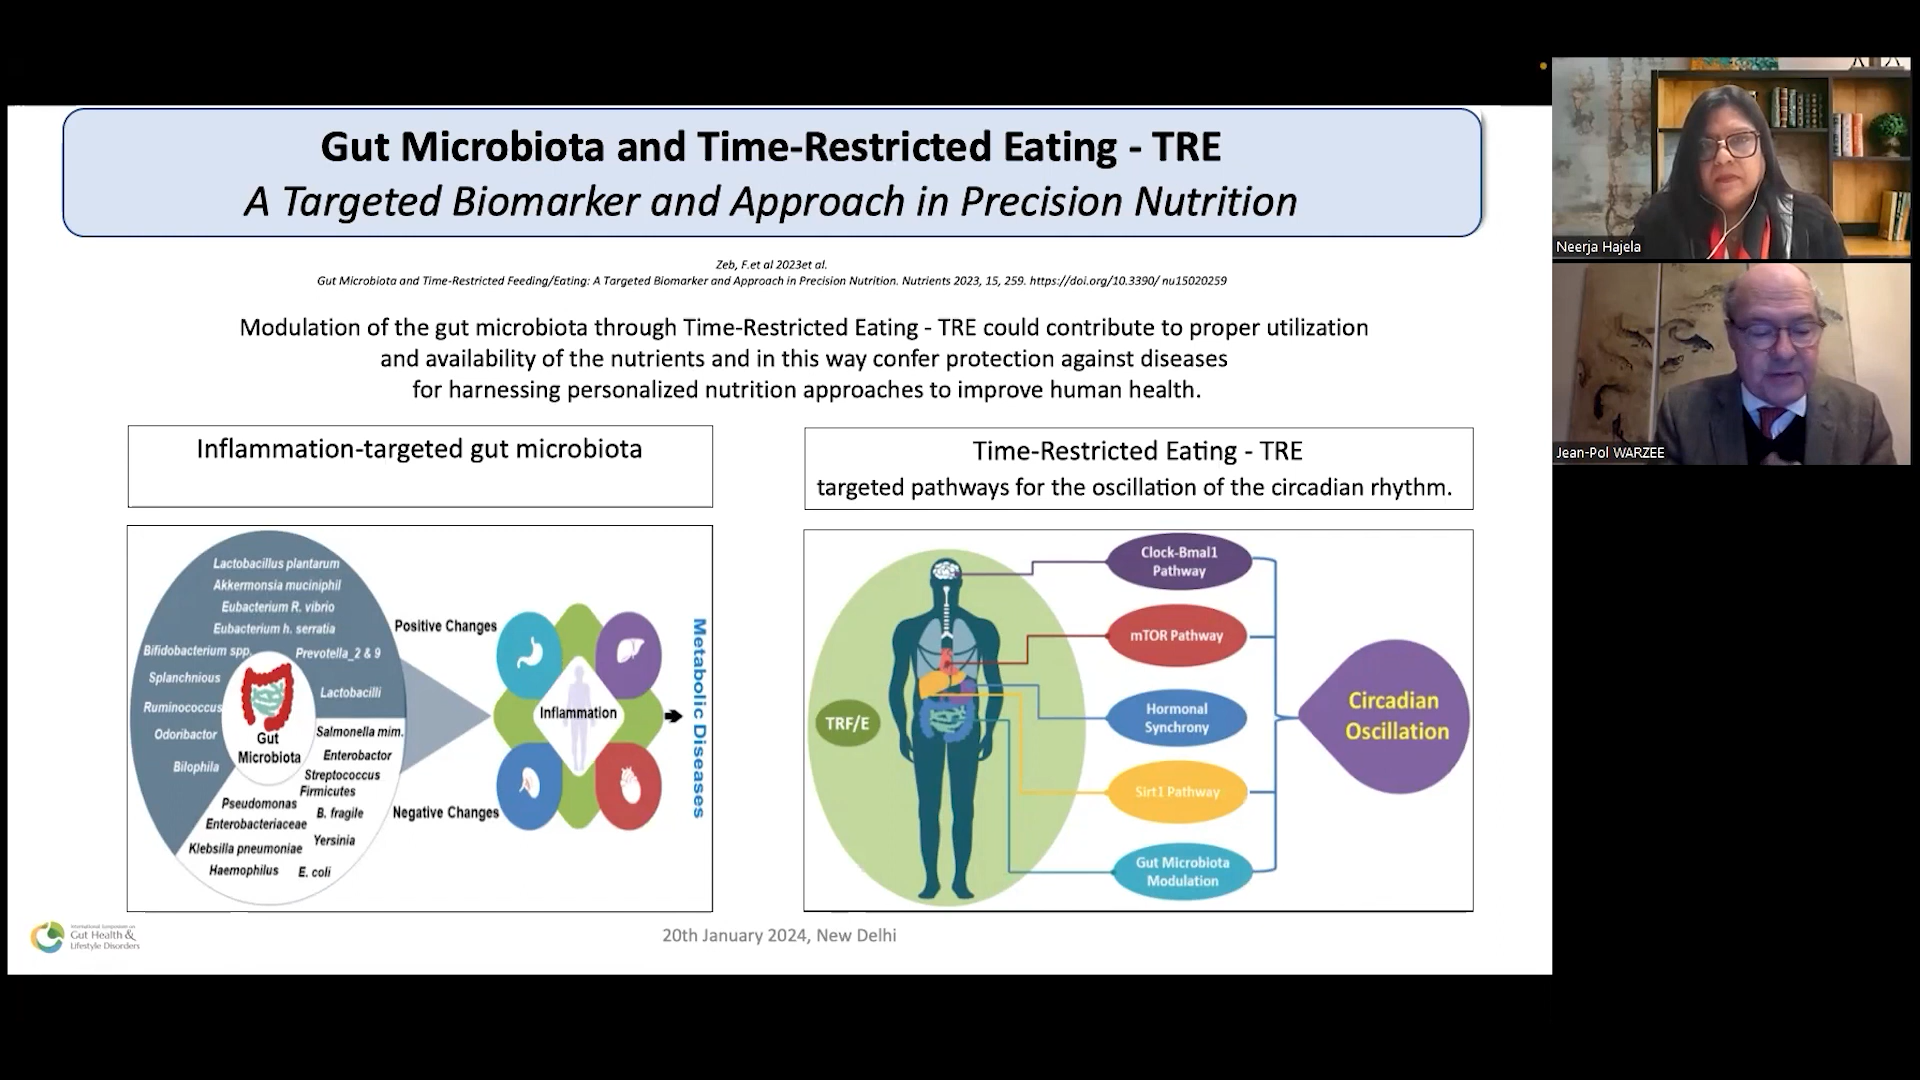 Gut Microbiota and Time-Restricted Eating - TRE
A Targeted Biomarker and Approach in Precision Nutrition
Zeb, F.et al 2023et al.
Gut Microbiota and Time-Restricted Feeding/Eating: A Targeted Biomarker and Approach in Precision Nutrition. Nutrients 2023, 15, 259. https://doi.org/10.3390/ nu15020259
Modulation of the gut microbiota through Time-Restricted Eating - TRE could contribute to proper utilization
and availability of the nutrients and in this way confer protection against diseases
for harnessing personalized nutrition approaches to improve human health.
Inflammation-targeted gut microbiota
Lactobacillus plantarum
Akkermonsia muciniphil
Eubacterium R. vibrio
Eubacterium h. serratia
Bifidobacterium spp.
Prevotella_2 & 9
Splanchnious
Lactobacilli
Ruminococcus
Odoribactor
Bilophila
Gut
Microbiota
Salmonella mim.
Enterobactor
Streptococcus
Firmicutes
Pseudomonas
B. fragile
Enterobacteriaceae
Yersinia
Klebsilla pneumoniae
Haemophilus
E. coli
Positive Changes
Negative Changes
Inflammation
Metabolic Diseases
Time-Restricted Eating - TRE
targeted pathways for the oscillation of the circadian rhythm.
TRF/E
Clock-Bmal1
Pathway
mTOR Pathway
Hormonal
Synchrony
Sirt1 Pathway
Gut Microbiota
Modulation
Circadian
Oscillation
International Symposium on
Gut Health &
Lifestyle Disorders
20th January 2024, New Delhi
Neerja Hajela
Jean-Pol WARZEE